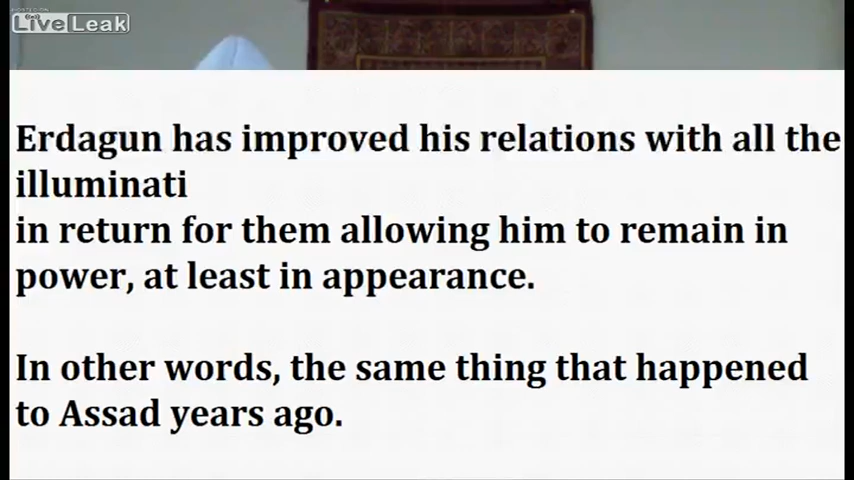 LiveLeak
Erdagun has improved his relations with all the
illuminati
in return for them allowing him to remain in
power, at least in appearance.
In other words, the same thing that happened
to Assad years ago.